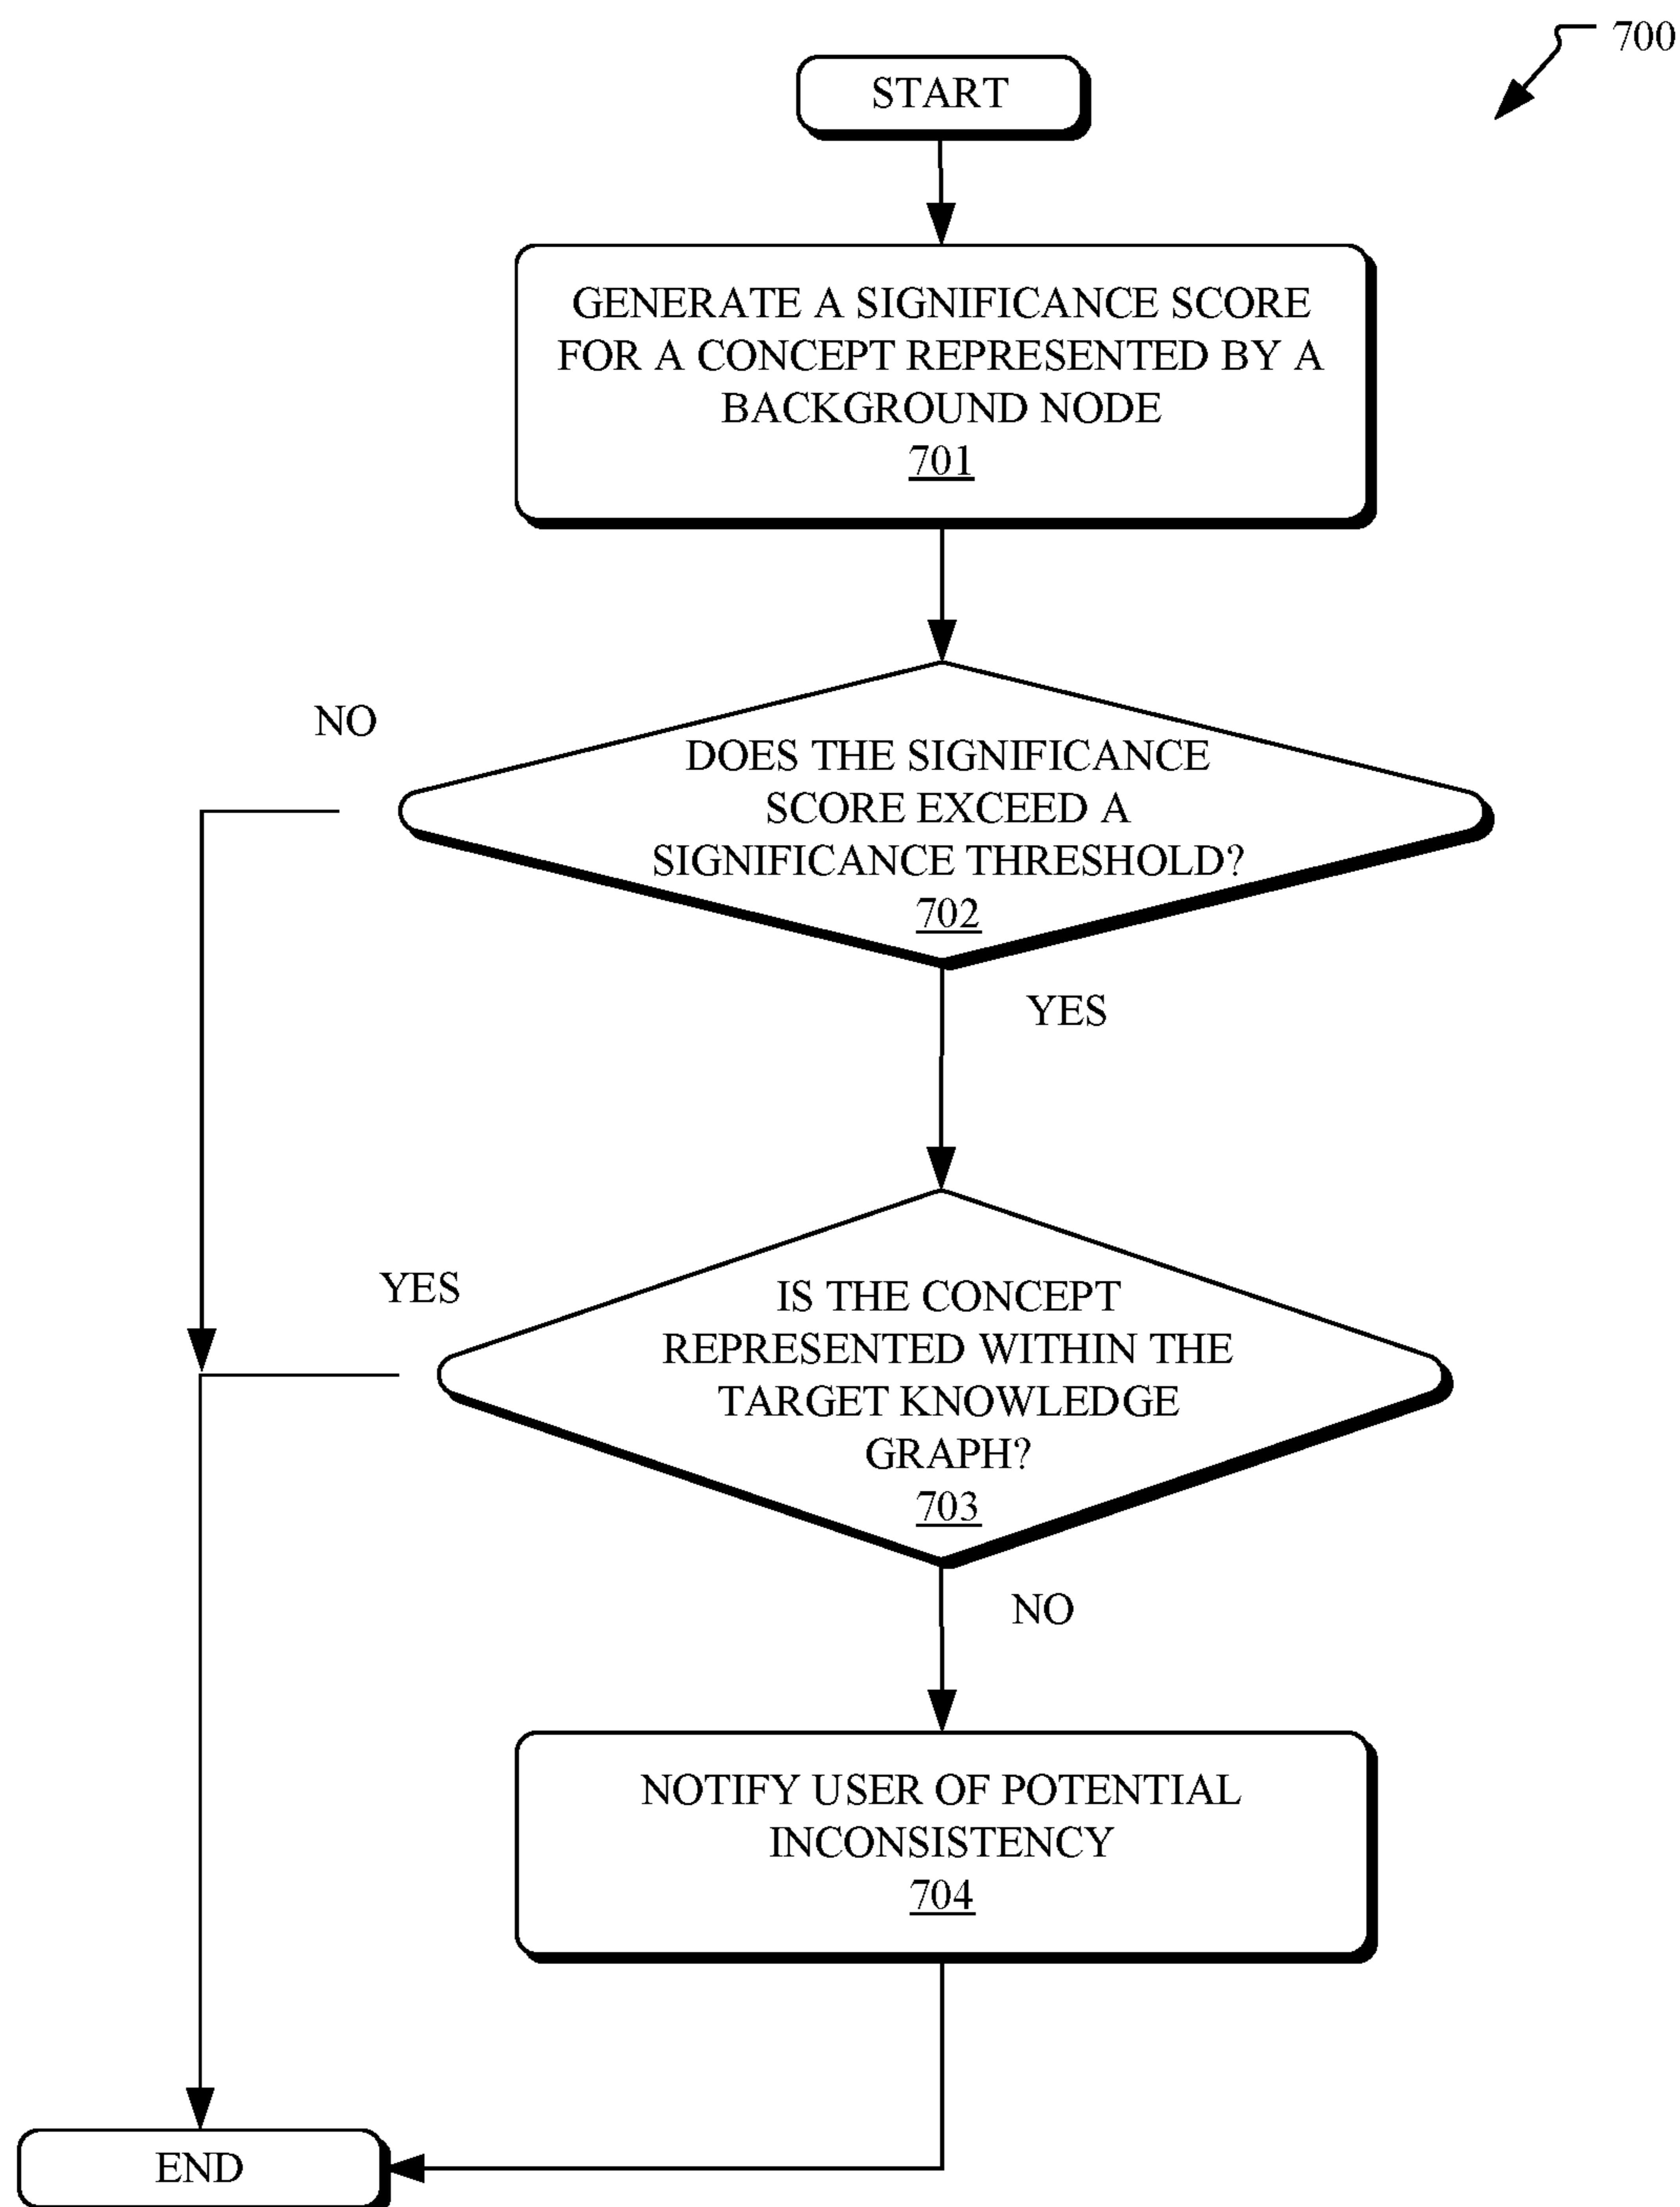 700
START
GENERATE A SIGNIFICANCE SCORE
FOR A CONCEPT REPRESENTED BY A
BACKGROUND NODE
701
NO
DOES THE SIGNIFICANCE
SCORE EXCEED A
SIGNIFICANCE THRESHOLD?
702
YES
YES
IS THE CONCEPT
REPRESENTED WITHIN THE
TARGET KNOWLEDGE
GRAPH?
703
NO
NOTIFY USER OF POTENTIAL
INCONSISTENCY
704
END